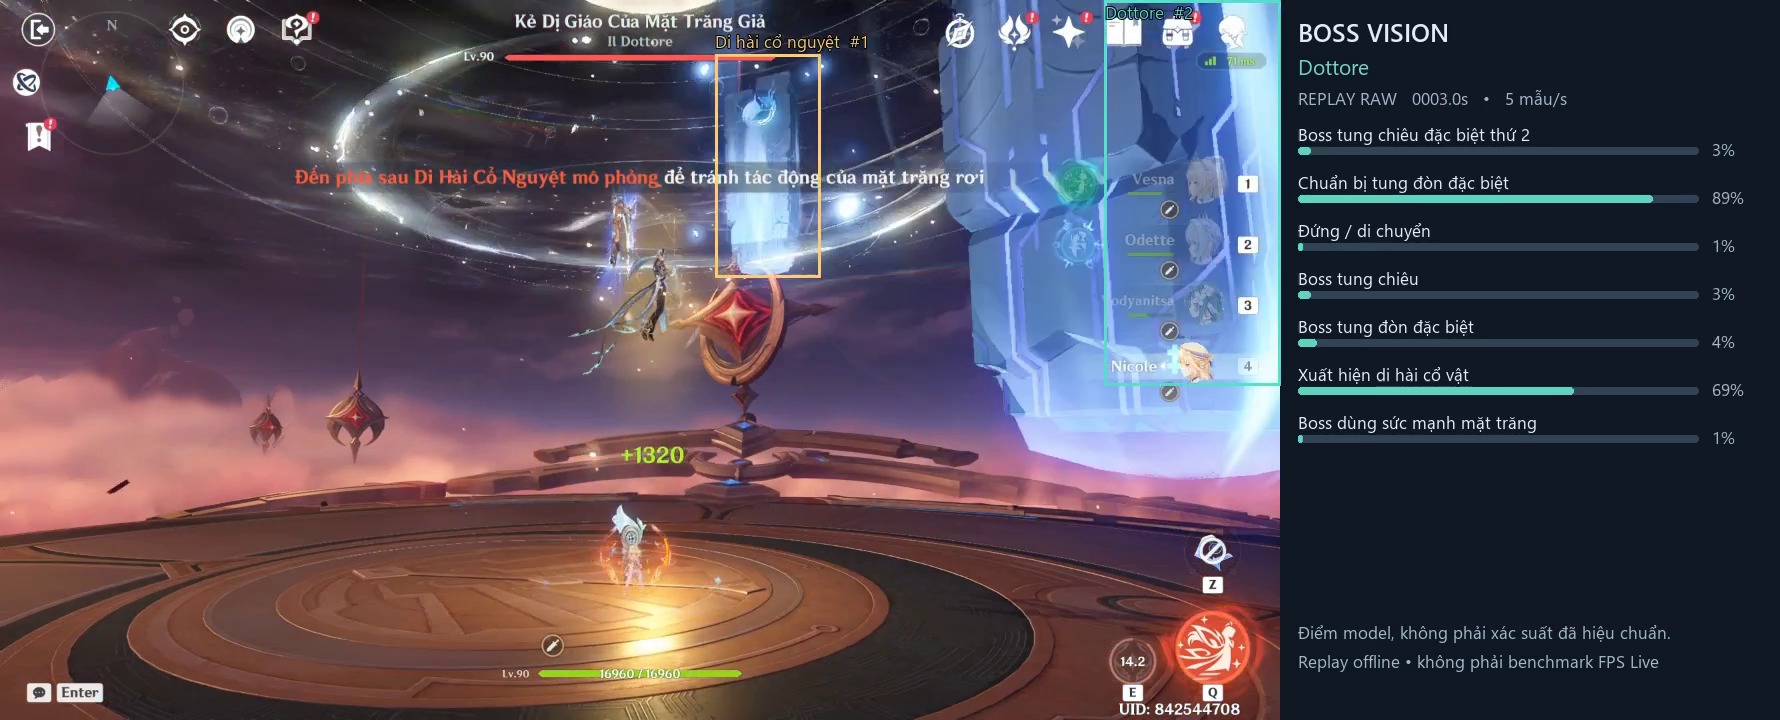 N
Kẻ Dị Giáo Của Mặt Trăng Giả
Il Dottore
Lv.90
Di hài cổ nguyệt #1
Dottore #2
71 ms
Đến phía sau Di Hài Cổ Nguyệt mô phỏng để tránh tác động của mặt trăng rơi
Vesna
1
Odette
2
odyanitsa
3
Nicole
4
+1320
Z
14.2
E
Q
Lv.90
16960 / 16960
Enter
UID: 842544708
BOSS VISION
Dottore
REPLAY RAW 0003.0s • 5 mẫu/s
Boss tung chiêu đặc biệt thứ 2
3%
Chuẩn bị tung đòn đặc biệt
89%
Đứng / di chuyển
1%
Boss tung chiêu
3%
Boss tung đòn đặc biệt
4%
Xuất hiện di hài cổ vật
69%
Boss dùng sức mạnh mặt trăng
1%
Điểm model, không phải xác suất đã hiệu chuẩn.
Replay offline • không phải benchmark FPS Live